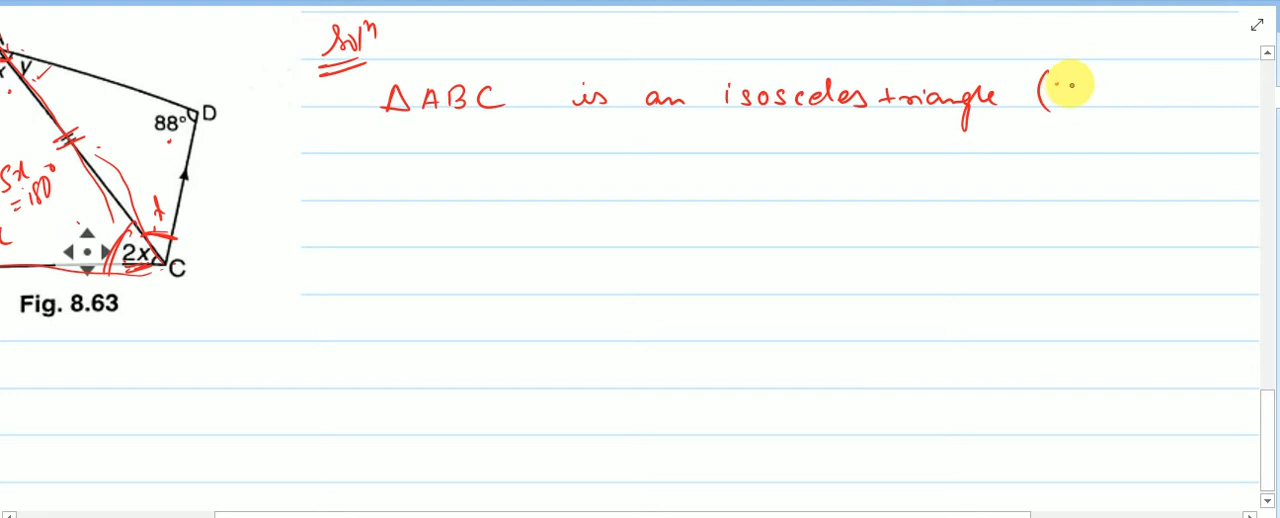 Solⁿ
ΔABC is an isosceles triangle (
y
D
88°
5x
= 180°
x
2x
C
Fig. 8.63